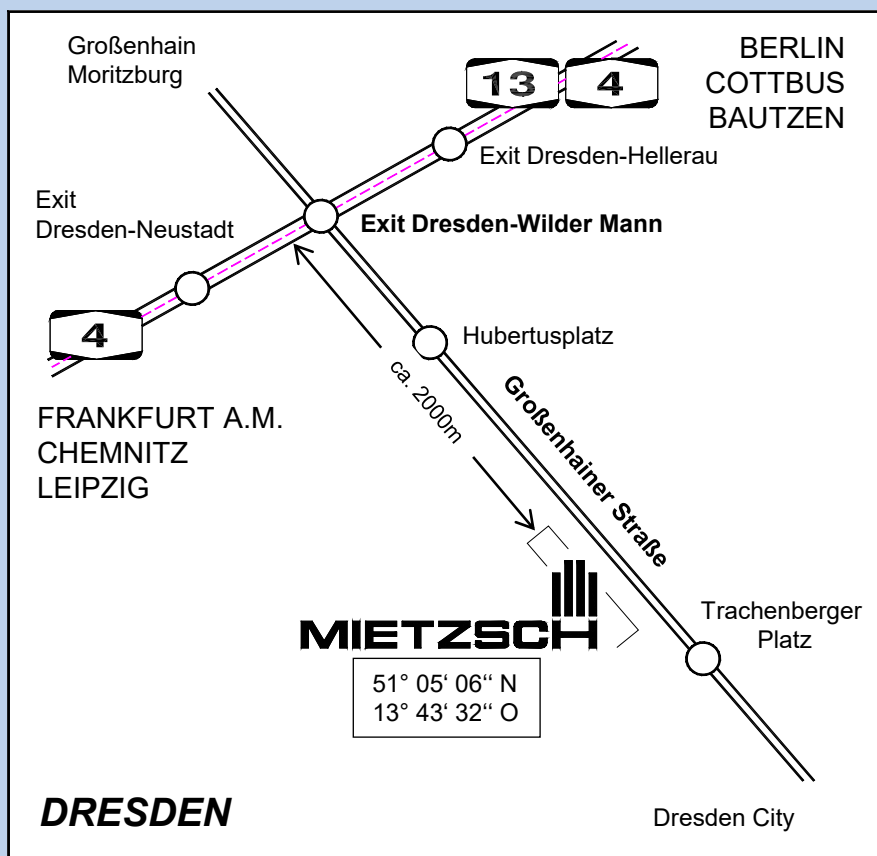 Großenhain
Moritzburg
13
4
BERLIN
COTTBUS
BAUTZEN
Exit Dresden-Hellerau
Exit
Dresden-Neustadt
Exit Dresden-Wilder Mann
4
Hubertusplatz
ca. 2000m
Großenhainer Straße
FRANKFURT A.M.
CHEMNITZ
LEIPZIG
MIETZSCH
51° 05‘ 06“ N
13° 43‘ 32“ O
Trachenberger
Platz
DRESDEN
Dresden City